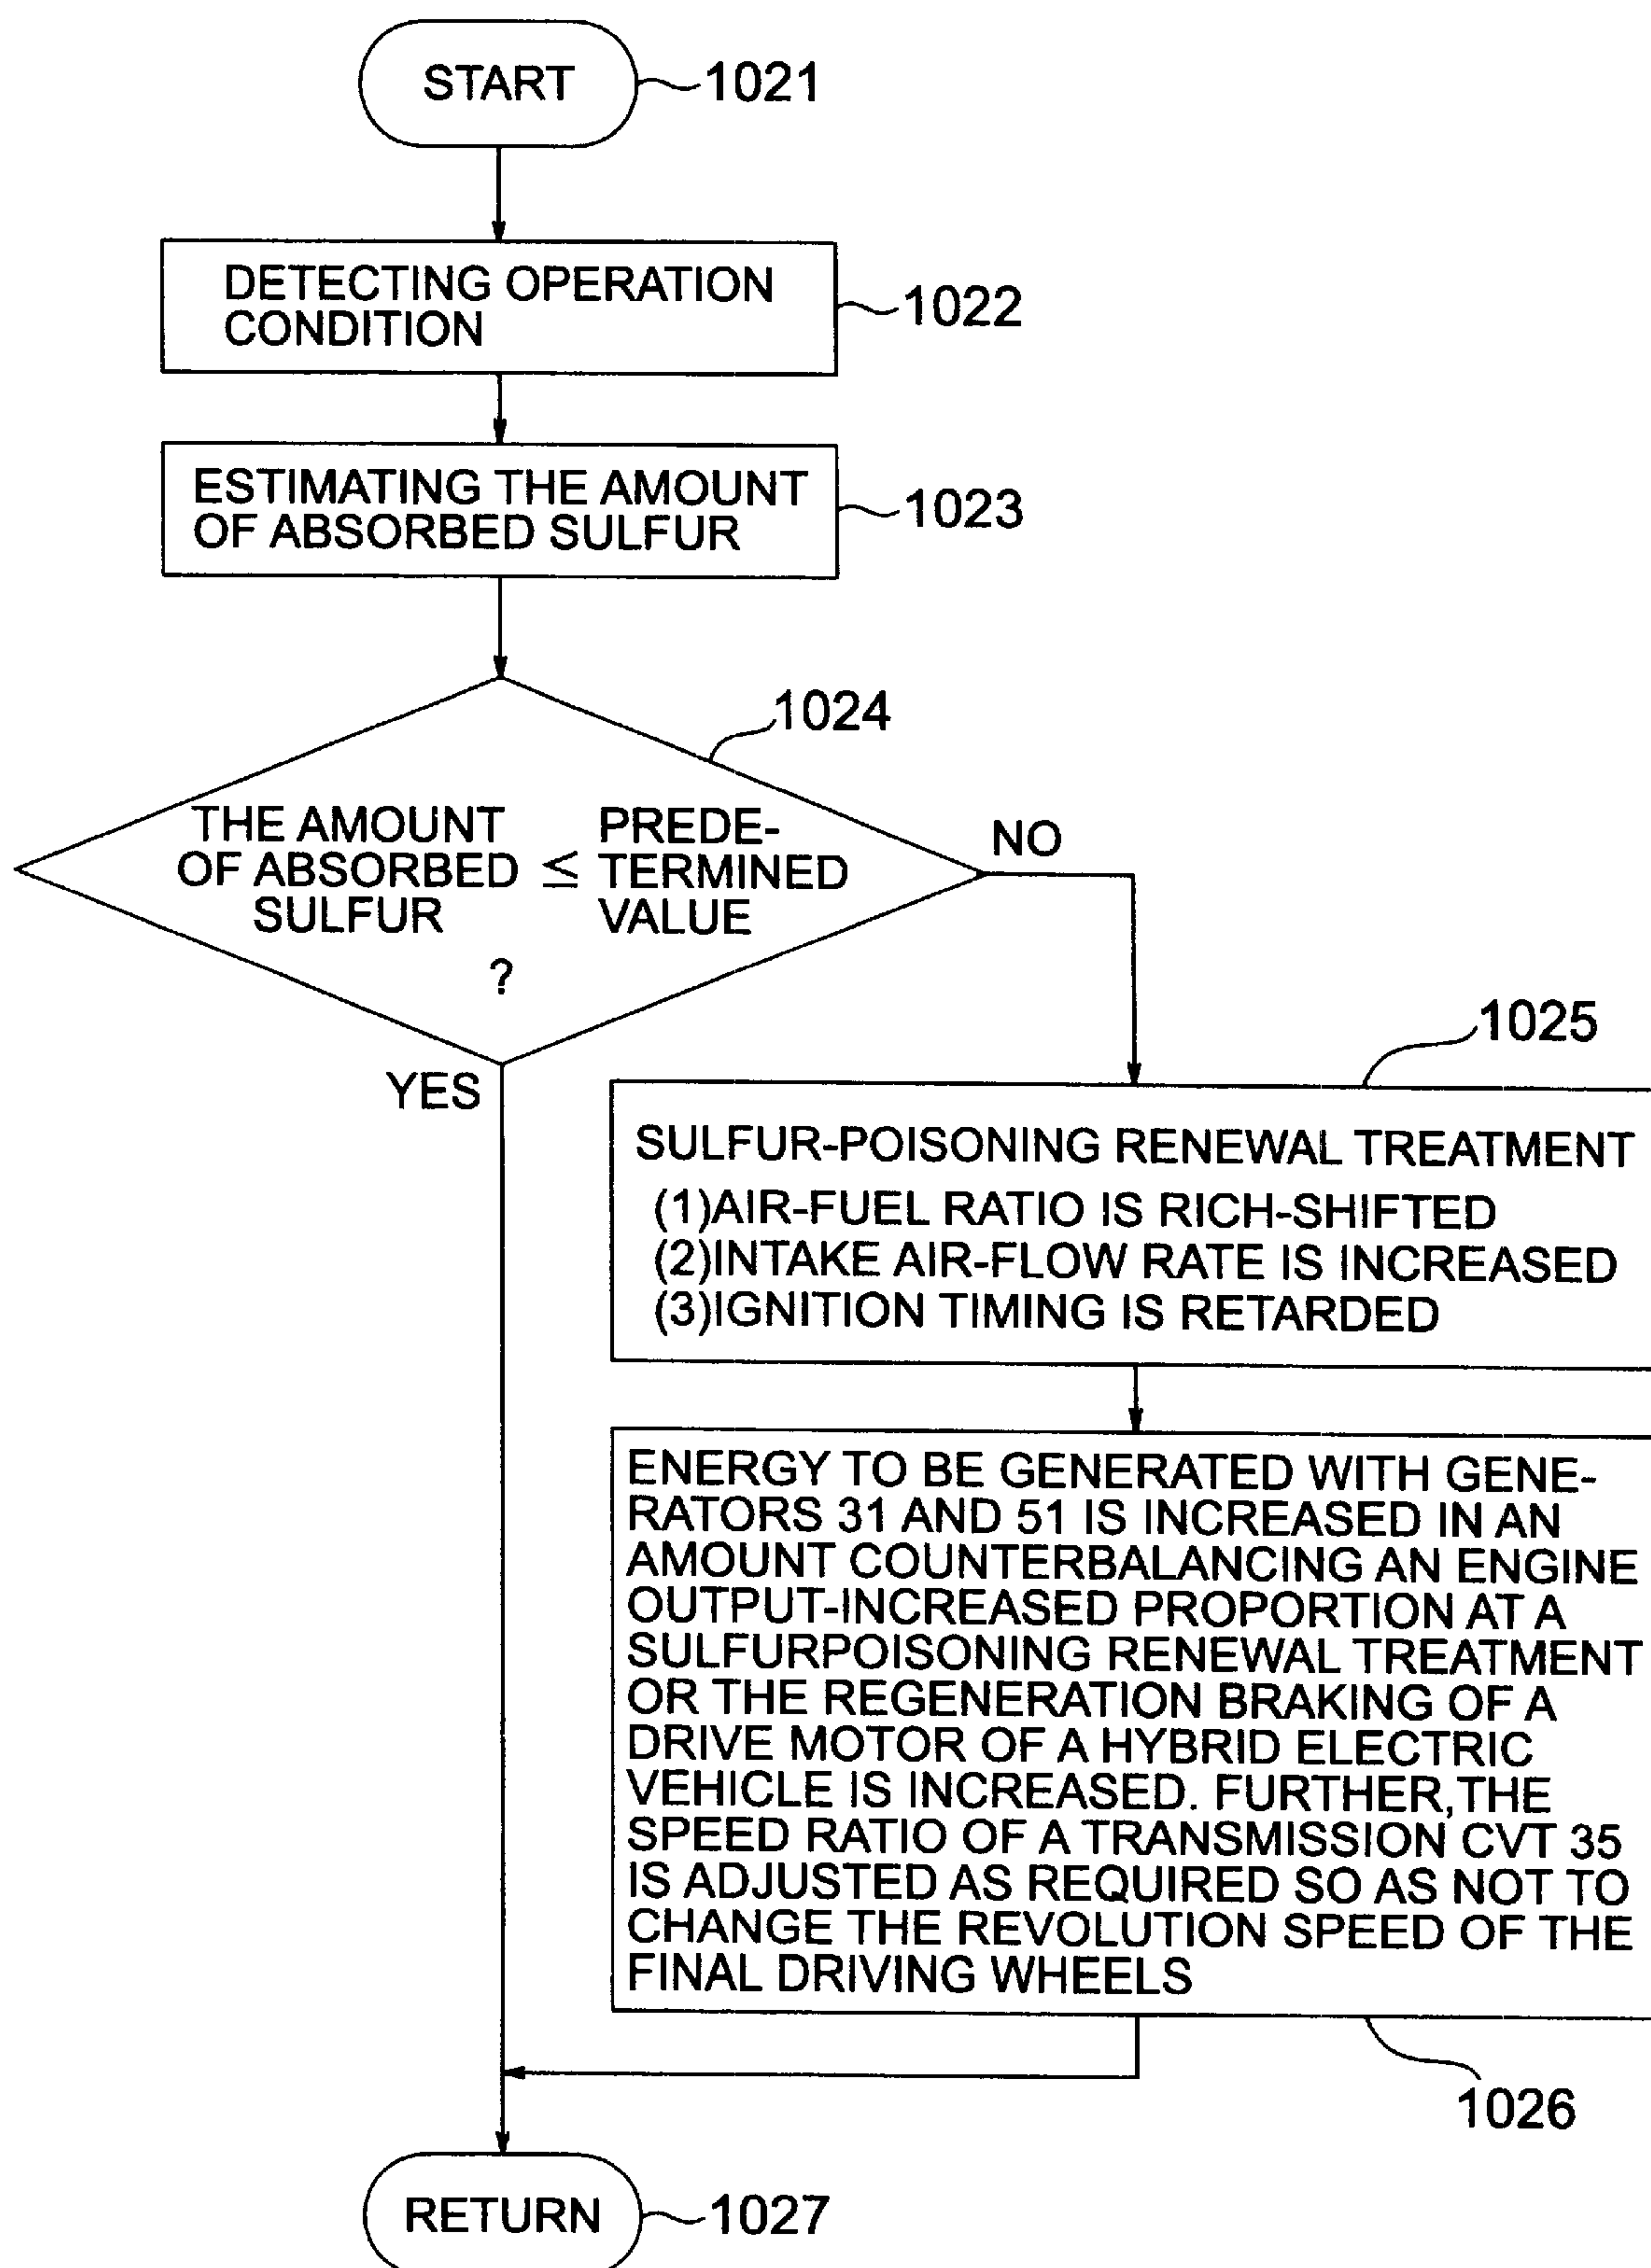 START
1021
DETECTING OPERATION
CONDITION
1022
ESTIMATING THE AMOUNT
OF ABSORBED SULFUR
1023
1024
THE AMOUNT
OF ABSORBED
SULFUR
≤
PREDE-
TERMINED
VALUE
?
NO
YES
1025
SULFUR-POISONING RENEWAL TREATMENT
(1)AIR-FUEL RATIO IS RICH-SHIFTED
(2)INTAKE AIR-FLOW RATE IS INCREASED
(3)IGNITION TIMING IS RETARDED
ENERGY TO BE GENERATED WITH GENE-
RATORS 31 AND 51 IS INCREASED IN AN
AMOUNT COUNTERBALANCING AN ENGINE
OUTPUT-INCREASED PROPORTION AT A
SULFURPOISONING RENEWAL TREATMENT
OR THE REGENERATION BRAKING OF A
DRIVE MOTOR OF A HYBRID ELECTRIC
VEHICLE IS INCREASED. FURTHER, THE
SPEED RATIO OF A TRANSMISSION CVT 35
IS ADJUSTED AS REQUIRED SO AS NOT TO
CHANGE THE REVOLUTION SPEED OF THE
FINAL DRIVING WHEELS
1026
RETURN
1027